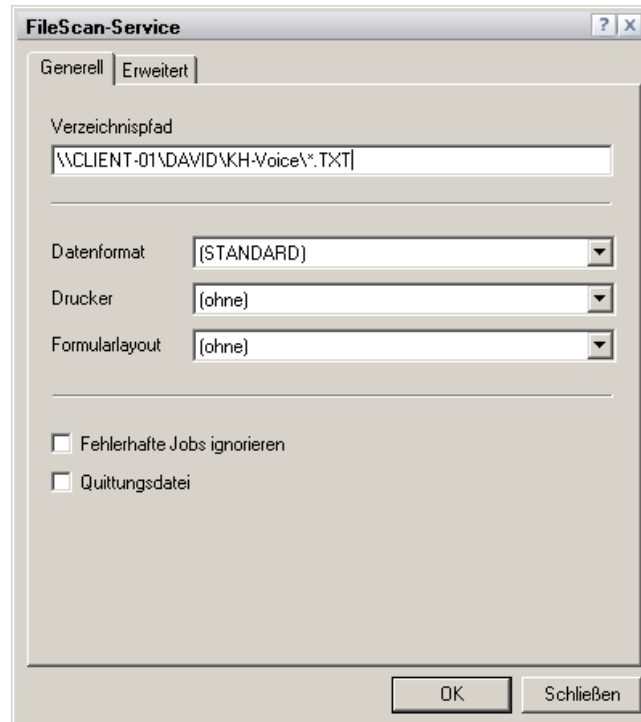 FileScan-Service
? X
Generell Erweitert
Verzeichnispfad
\\CLIENT-01\DAVID\KH-Voice\*.TXT
Datenformat (STANDARD)
Drucker (ohne)
Formularlayout (ohne)
Fehlerhafte Jobs ignorieren
Quittungsdatei
OK Schließen